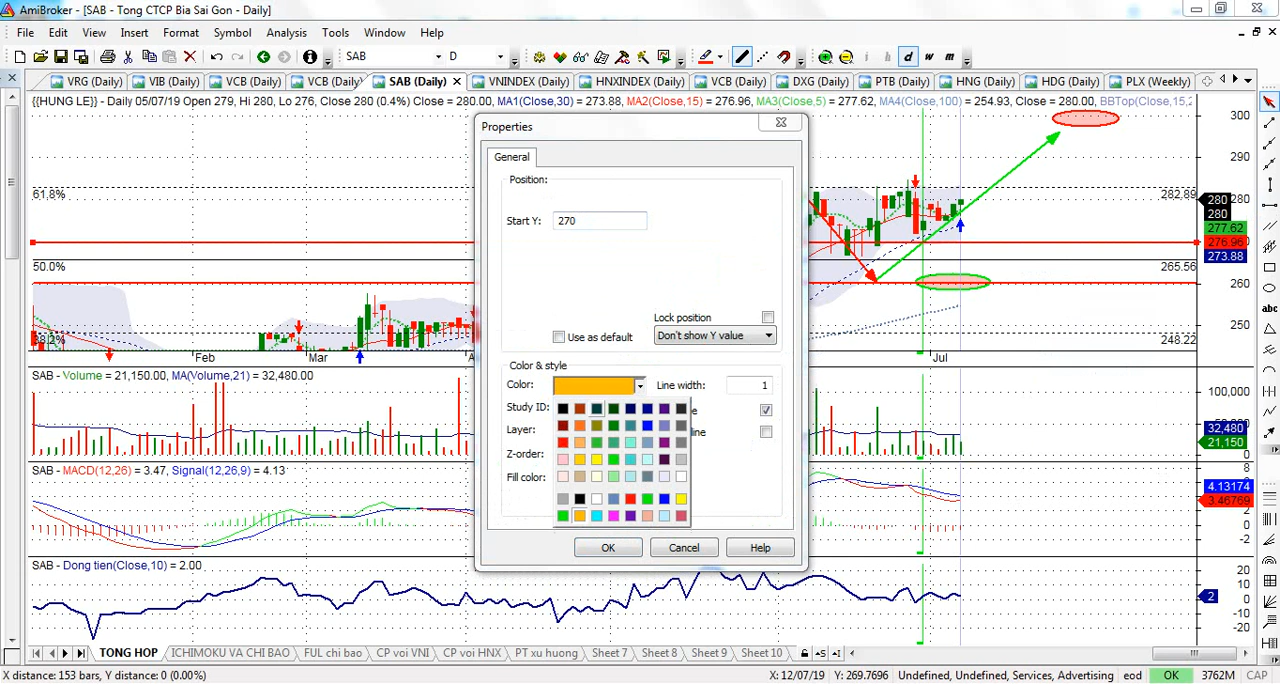 AmiBroker - [SAB - Tong CTCP Bia Sai Gon - Daily]
File Edit View Insert Format Symbol Analysis Tools Window Help
SAB D i h d w m
VRG (Daily) VIB (Daily) VCB (Daily) VCB (Daily) SAB (Daily) VNINDEX (Daily) HNXINDEX (Daily) VCB (Daily) DXG (Daily) PTB (Daily) HNG (Daily) HDG (Daily) PLX (Weekly)
{{HUNG LE}} - Daily 05/07/19 Open 279, Hi 280, Lo 276, Close 280 (0.4%) Close = 280.00, MA1(Close,30) = 273.88, MA2(Close,15) = 276.96, MA3(Close,5) = 277.62, MA4(Close,100) = 254.93, Close = 280.00, BBTop(Close,15,2
Properties
General
Position:
Start Y: 270
Lock position
Use as default Don't show Y value
Color & style
Color: Line width: 1
Study ID:
Layer:
Z-order:
Fill color:
OK Cancel Help
61.8%
50.0%
38.2%
300
290
282.89
280
280
280
277.62
276.96
273.88
265.56
260
250
248.22
Feb Mar Jul
abc
SAB - Volume = 21,150.00, MA(Volume,21) = 32,480.00
100,000
32,480
21,150
0
SAB - MACD(12,26) = 3.47, Signal(12,26,9) = 4.13
8
4.13174
3.46769
2
0
-2
SAB - Dong tien(Close,10) = 2.00
20
10
2
-10
-20
TONG HOP ICHIMOKU VA CHI BAO FUL chi bao CP voi VNI CP voi HNX PT xu huong Sheet 7 Sheet 8 Sheet 9 Sheet 10
X distance: 153 bars, Y distance: 0 (0.00%) X: 12/07/19 Y: 269.7696 Undefined, Undefined, Services, Advertising eod OK 3762M CAP